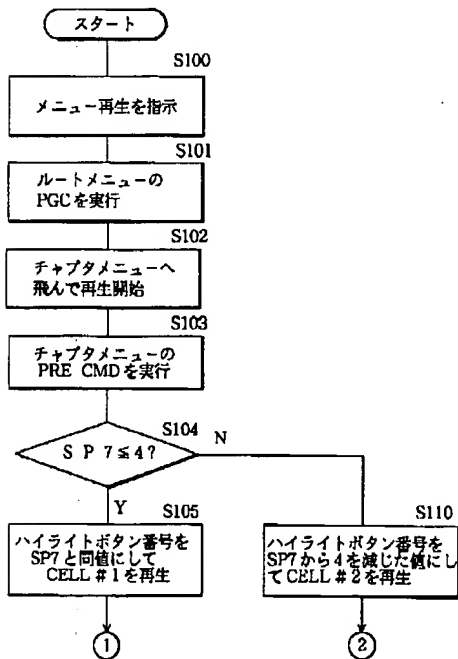 スタート
S100
メニュー再生を指示
S101
ルートメニューの
PGCを実行
S102
チャプタメニューへ
飛んで再生開始
S103
チャプタメニューの
PRE CMDを実行
S104
SP7≦4?
N
Y
S105
ハイライトボタン番号を
SP7と同値にして
CELL #1を再生
S110
ハイライトボタン番号を
SP7から4を減じた値にし
てCELL #2を再生
①
②